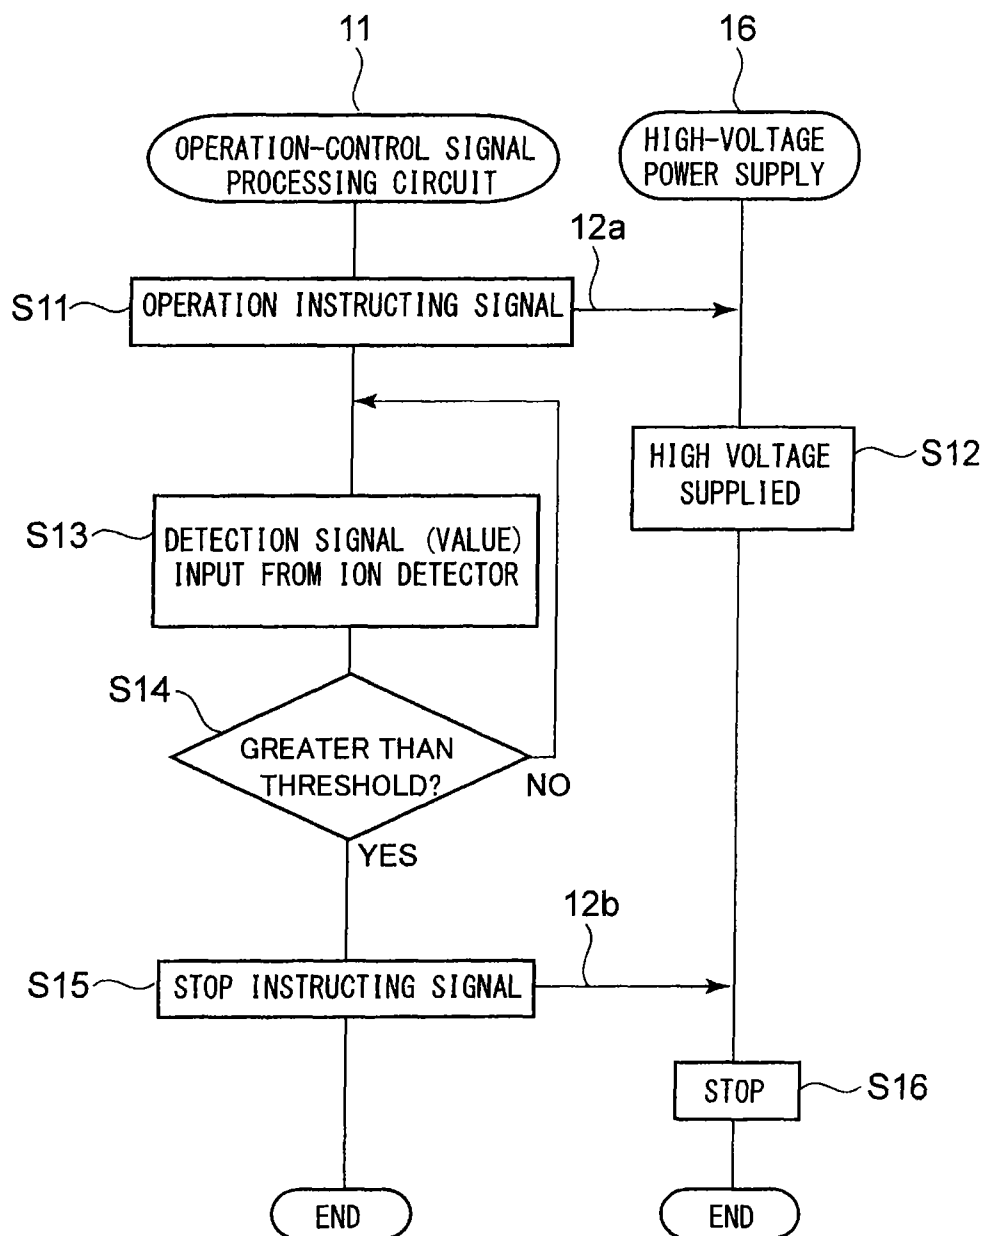 11
16
OPERATION-CONTROL SIGNAL
PROCESSING CIRCUIT
HIGH-VOLTAGE
POWER SUPPLY
12a
S11
OPERATION INSTRUCTING SIGNAL
HIGH VOLTAGE
SUPPLIED
S12
S13
DETECTION SIGNAL (VALUE)
INPUT FROM ION DETECTOR
S14
GREATER THAN
THRESHOLD?
NO
YES
12b
S15
STOP INSTRUCTING SIGNAL
STOP
S16
END
END